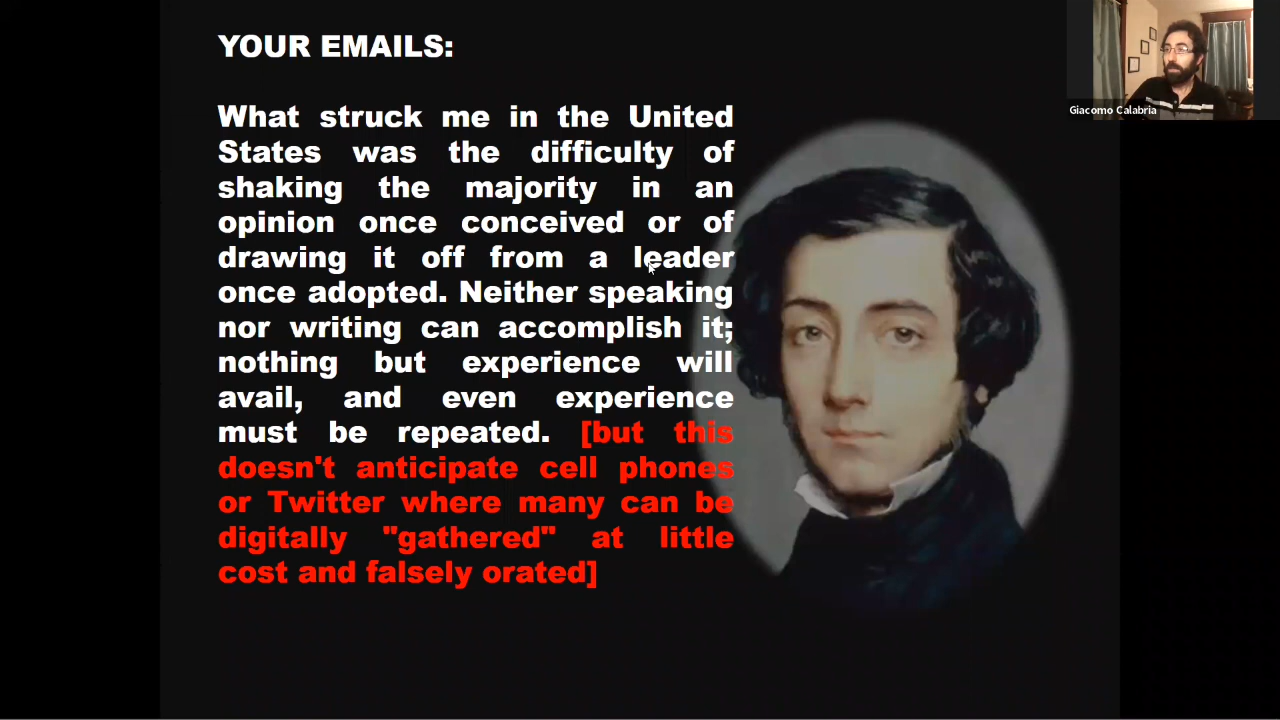 YOUR EMAILS:
What struck me in the United
States was the difficulty of
shaking the majority in an
opinion once conceived or of
drawing it off from a leader
once adopted. Neither speaking
nor writing can accomplish it;
nothing but experience will
avail, and even experience
must be repeated. [but this
doesn't anticipate cell phones
or Twitter where many can be
digitally "gathered" at little
cost and falsely orated]
Giacomo Calabria